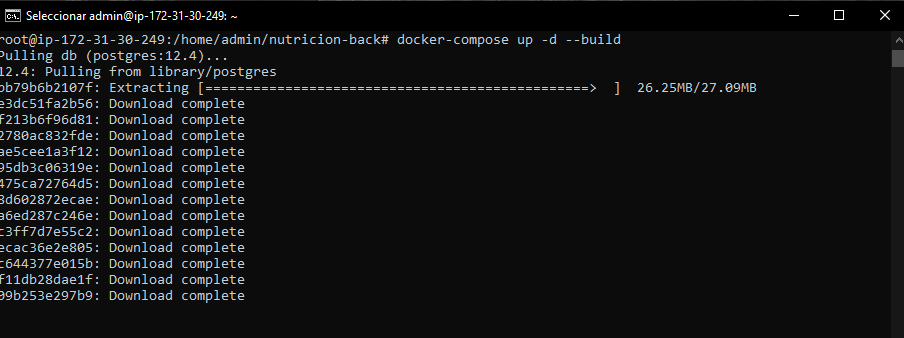 Seleccionar admin@ip-172-31-30-249: ~
root@ip-172-31-30-249:/home/admin/nutricion-back# docker-compose up -d --build
Pulling db (postgres:12.4)...
12.4: Pulling from library/postgres
bb79b6b2107f: Extracting [================================================>  ]  26.25MB/27.09MB
e3dc51fa2b56: Download complete
f213b6f96d81: Download complete
2780ac832fde: Download complete
ae5cee1a3f12: Download complete
95db3c06319e: Download complete
475ca72764d5: Download complete
8d602872ecae: Download complete
a6ed287c246e: Download complete
c3ff7d7e55c2: Download complete
ecac36e2e805: Download complete
c644377e015b: Download complete
f11db28dae1f: Download complete
09b253e297b9: Download complete